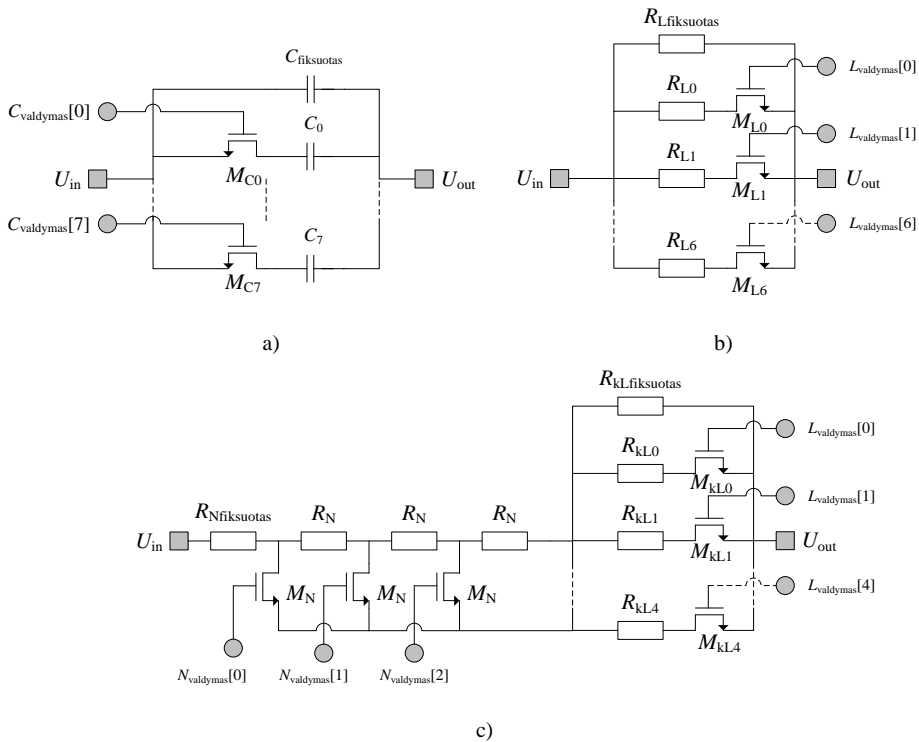 C_fiksuotas
C_valdymas[0]
C_0
U_in
M_C0
U_out
C_valdymas[7]
C_7
M_C7
a)
R_Lfiksuotas
L_valdymas[0]
R_L0
M_L0
L_valdymas[1]
R_L1
U_in
M_L1
U_out
L_valdymas[6]
R_L6
M_L6
b)
R_kLfiksuotas
L_valdymas[0]
R_kL0
M_kL0
L_valdymas[1]
R_Nfiksuotas
R_N
R_N
R_N
R_kL1
U_in
M_kL1
U_out
M_N
M_N
M_N
L_valdymas[4]
R_kL4
M_kL4
N_valdymas[0]
N_valdymas[1]
N_valdymas[2]
c)